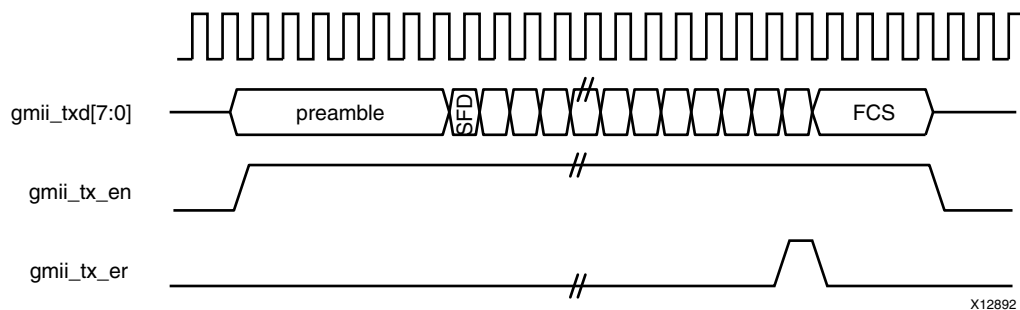 gmii_txd[7:0]
preamble
SFD
FCS
gmii_tx_en
gmii_tx_er
X12892